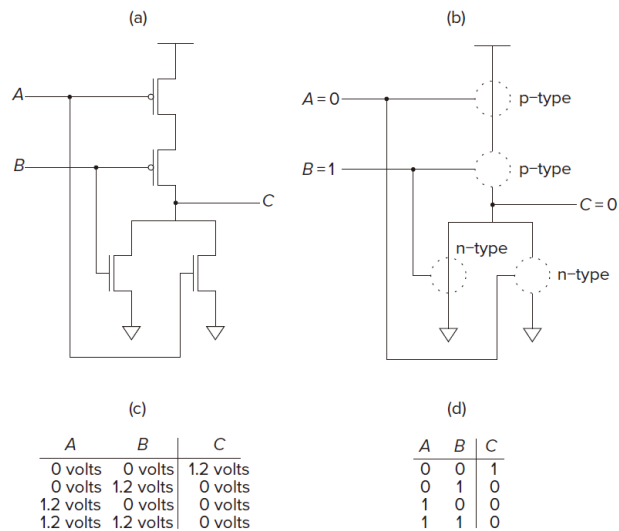 (a)
(b)
A
B
C
A=0
B=1
p-type
p-type
C=0
n-type
n-type
(c)
(d)
A B C
0 volts 0 volts 1.2 volts
0 volts 1.2 volts 0 volts
1.2 volts 0 volts 0 volts
1.2 volts 1.2 volts 0 volts
A B C
0 0 1
0 1 0
1 0 0
1 1 0